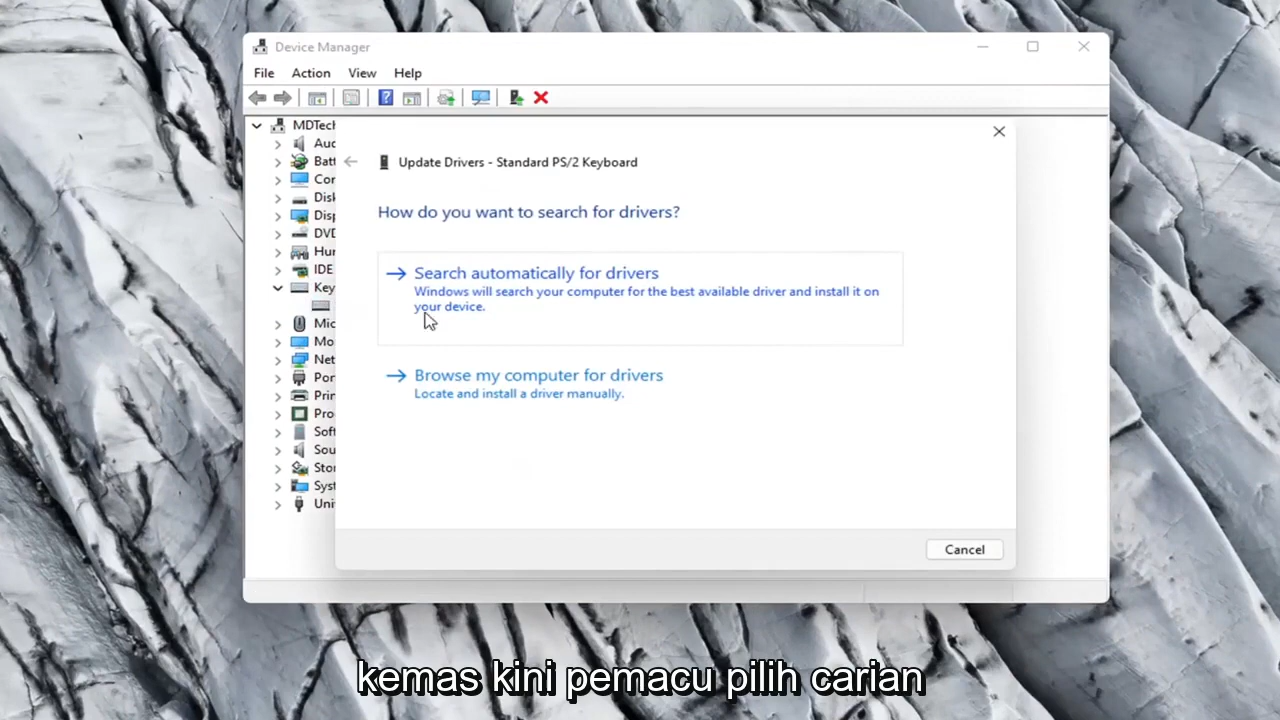 Device Manager
File Action View Help
MDTech
Aud
Batt
Con
Disk
Disp
DVD
Hur
IDE
Key
Mic
Mo
Net
Por
Prin
Pro
Soft
Sou
Stor
Syst
Uni
Update Drivers - Standard PS/2 Keyboard
How do you want to search for drivers?
Search automatically for drivers
Windows will search your computer for the best available driver and install it on
your device.
Browse my computer for drivers
Locate and install a driver manually.
Cancel
kemas kini pemacu pilih carian